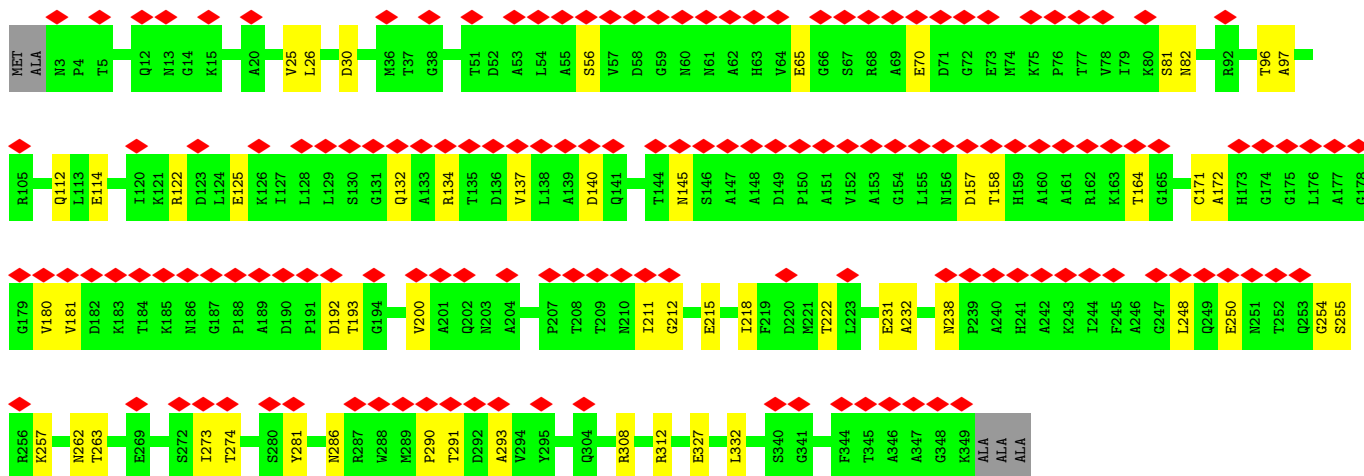 MET ALA N3 P4 T5 Q12 N13 G14 K15 A20 V25 L26 D30 M36 T37 G38 T51 D52 A53 L54 A55 S56 V57 D58 G59 N60 N61 A62 H63 V64 E65 G66 S67 R68 A69 E70 D71 G72 E73 M74 K75 P76 T77 V78 I79 K80 S81 N82 R92 T96 A97
R105 Q112 L113 E114 I120 K121 R122 D123 L124 E125 K126 I127 L128 L129 S130 G131 Q132 A133 R134 T135 D136 V137 L138 A139 D140 Q141 T144 N145 S146 A147 A148 D149 P150 A151 V152 A153 G154 L155 N156 D157 T158 H159 A160 A161 R162 K163 T164 G165 C171 A172 H173 G174 G175 L176 A177 G178
G179 V180 V181 D182 K183 T184 K185 N186 G187 P188 A189 D190 P191 D192 T193 G194 V200 A201 Q202 N203 A204 P207 T208 T209 N210 I211 G212 E215 I218 F219 D220 M221 T222 L223 E231 A232 N238 P239 A240 H241 A242 K243 I244 F245 A246 G247 L248 Q249 E250 N251 T252 Q253 G254 S255
R256 K257 N262 T263 E269 S272 I273 T274 S280 Y281 N286 R287 W288 M289 P290 T291 D292 A293 V294 Y295 Q304 R308 R312 E327 L332 S340 G341 F344 T345 A346 A347 G348 K349 ALA ALA ALA